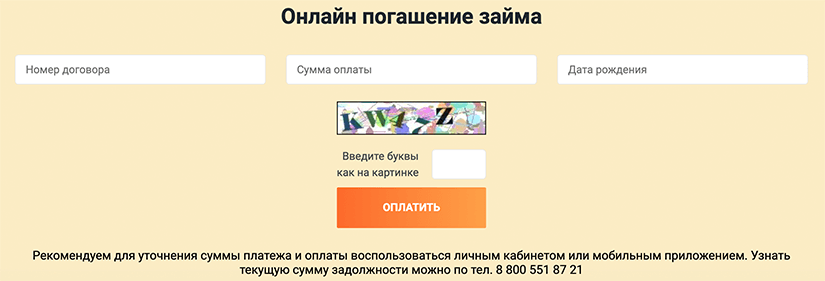 Онлайн погашение займа
Номер договора
Сумма оплаты
Дата рождения
Введите буквы
как на картинке
ОПЛАТИТЬ
Рекомендуем для уточнения суммы платежа и оплаты воспользоваться личным кабинетом или мобильным приложением. Узнать
текущую сумму задолжности можно по тел. 8 800 551 87 21